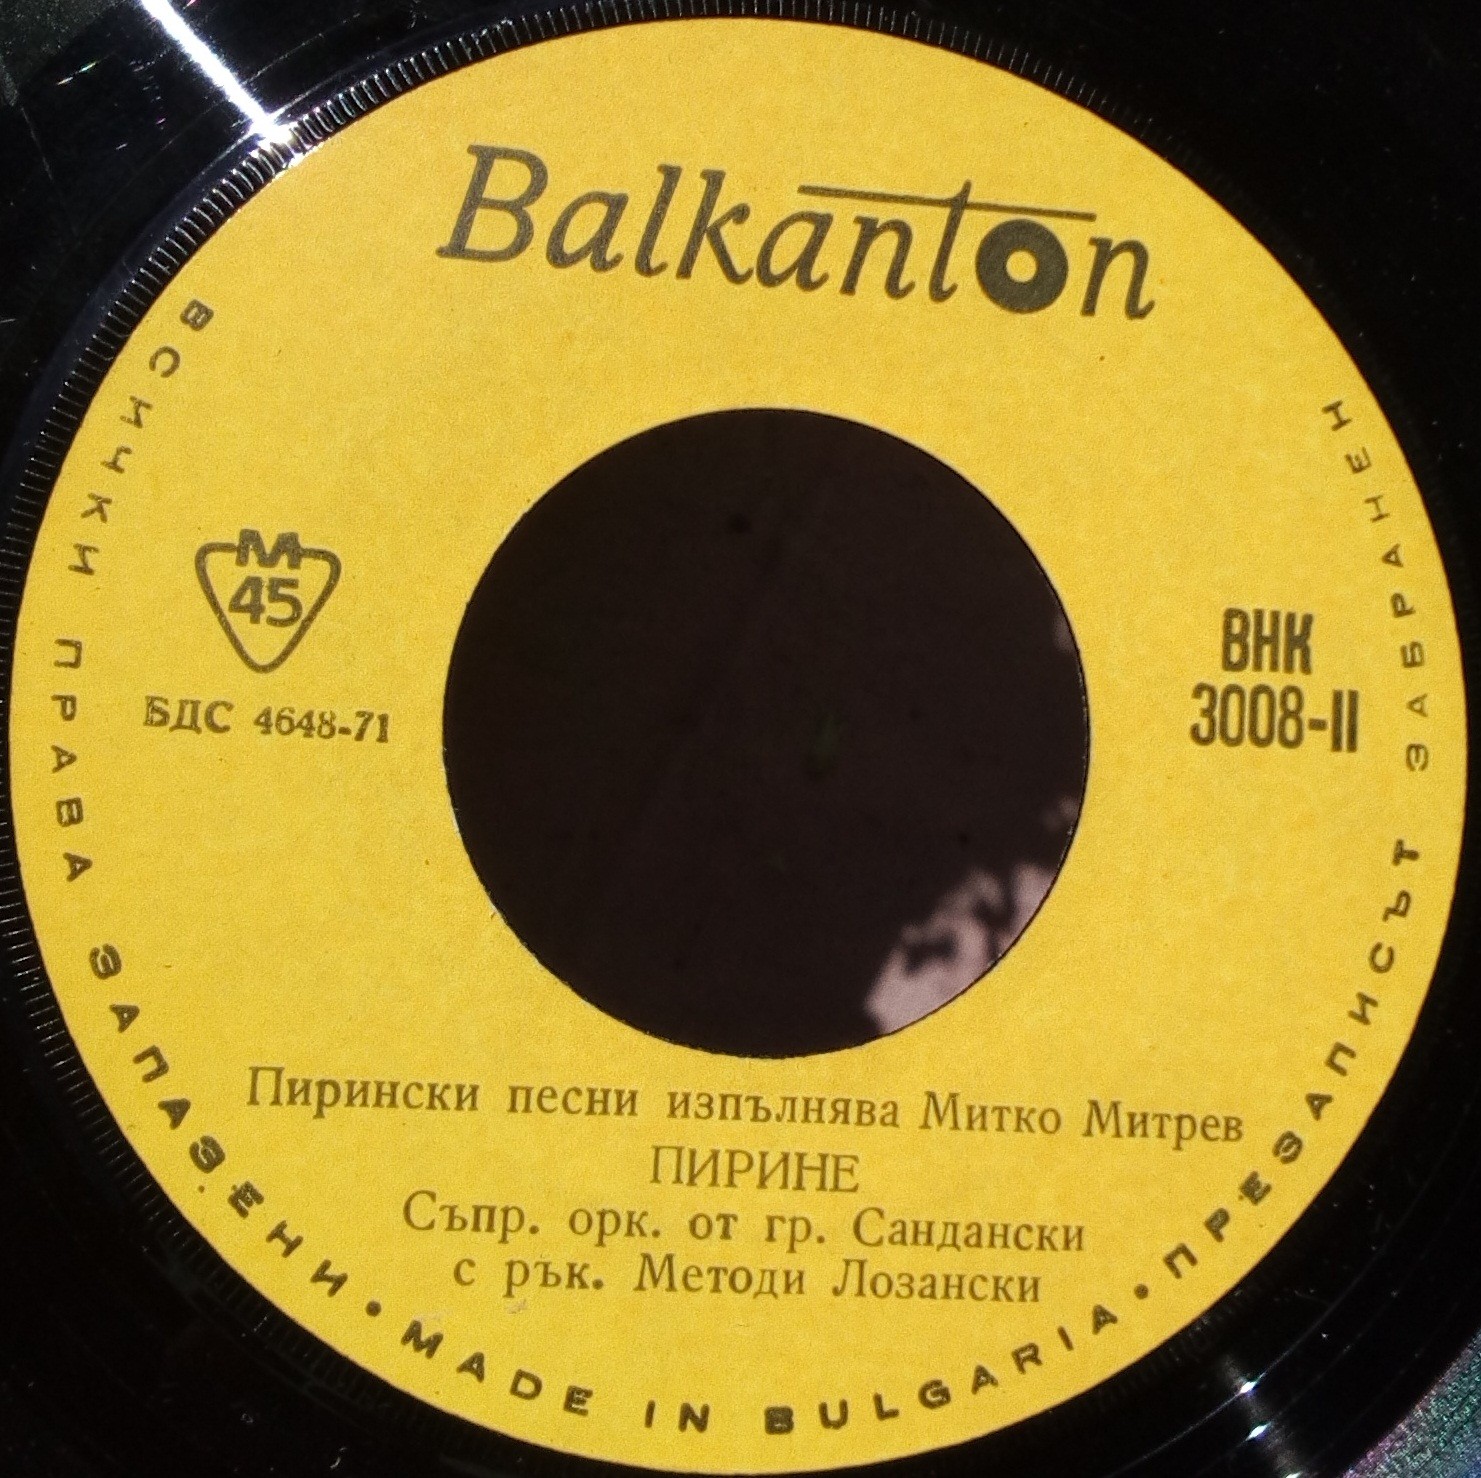 Balkanton
M
45
БДС 4648-71
ВНК
3008-II
Пирински песни изпълнява Митко Митрев
ПИРИНЕ
Съпр. орк. от гр. Сандански
с рък. Методи Лозански
ВСИЧКИ ПРАВА ЗАПАЗЕНИ • MADE IN BULGARIA • ПРЕЗАПИСЪТ ЗАБРАНЕН